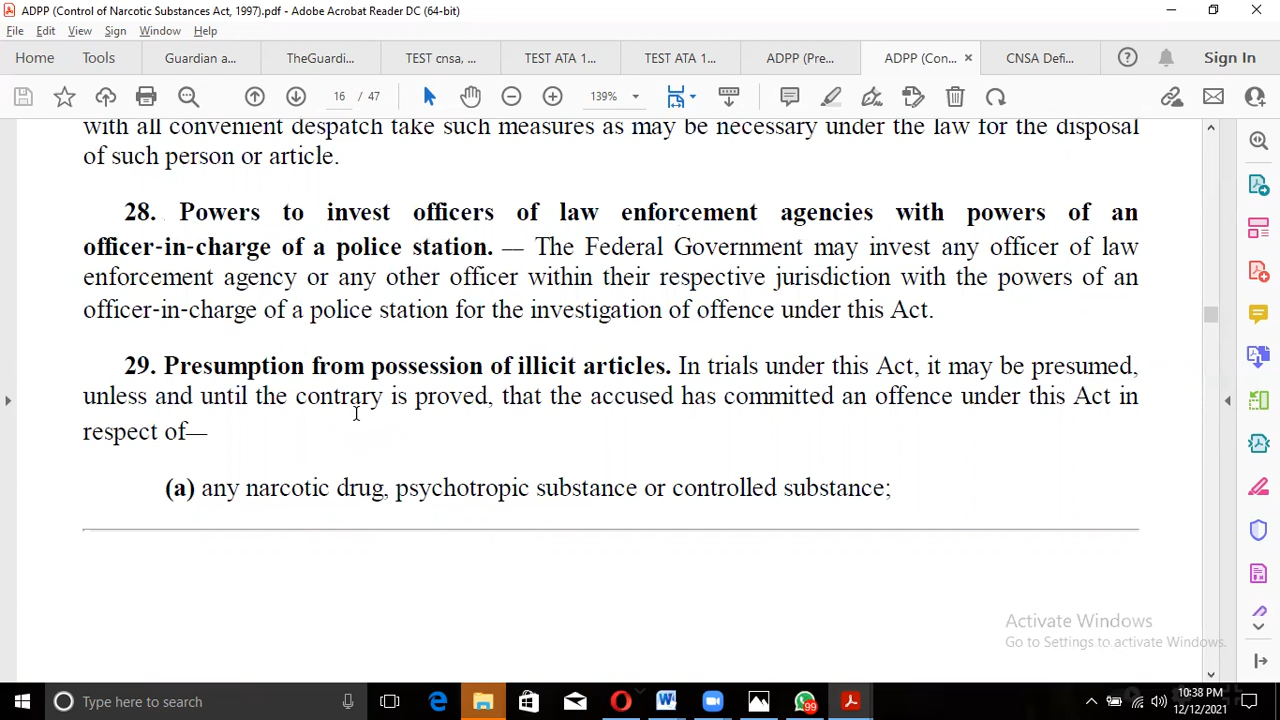 ADPP (Control of Narcotic Substances Act, 1997).pdf - Adobe Acrobat Reader DC (64-bit)
File Edit View Sign Window Help
Home Tools Guardian a... TheGuardi... TEST cnsa, ... TEST ATA 1... TEST ATA 1... ADPP (Pre... ADPP (Con... CNSA Defi... Sign In
16 / 47 139%
with all convenient despatch take such measures as may be necessary under the law for the disposal
of such person or article.
28. Powers to invest officers of law enforcement agencies with powers of an
officer-in-charge of a police station. — The Federal Government may invest any officer of law
enforcement agency or any other officer within their respective jurisdiction with the powers of an
officer-in-charge of a police station for the investigation of offence under this Act.
29. Presumption from possession of illicit articles. In trials under this Act, it may be presumed,
unless and until the contrary is proved, that the accused has committed an offence under this Act in
respect of—
(a) any narcotic drug, psychotropic substance or controlled substance;
Activate Windows
Go to Settings to activate Windows.
Type here to search
99
10:38 PM
12/12/2021